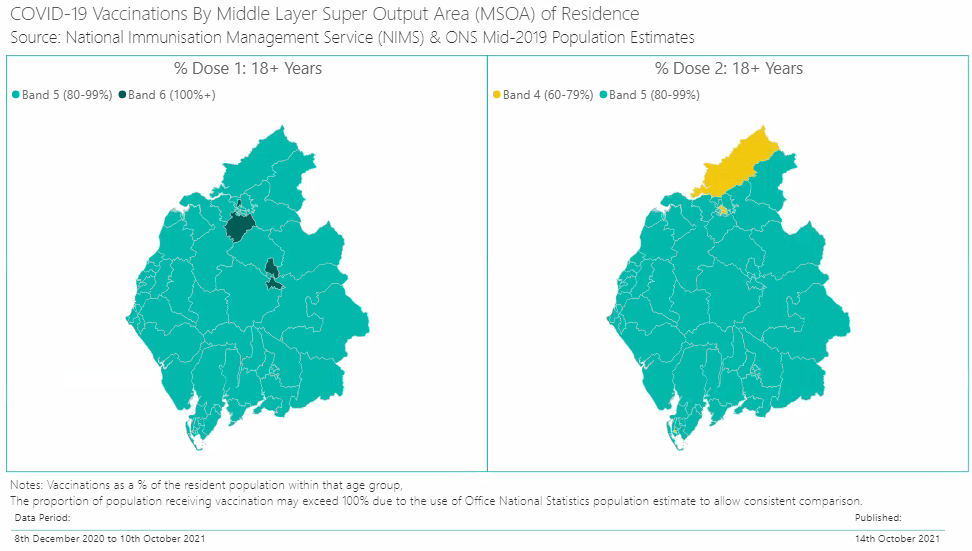 COVID-19 Vaccinations By Middle Layer Super Output Area (MSOA) of Residence
Source: National Immunisation Management Service (NIMS) & ONS Mid-2019 Population Estimates
% Dose 1: 18+ Years
Band 5 (80-99%) Band 6 (100%+)
% Dose 2: 18+ Years
Band 4 (60-79%) Band 5 (80-99%)
Notes: Vaccinations as a % of the resident population within that age group,
The proportion of population receiving vaccination may exceed 100% due to the use of Office National Statistics population estimate to allow consistent comparison.
Data Period: Published:
8th December 2020 to 10th October 2021 14th October 2021